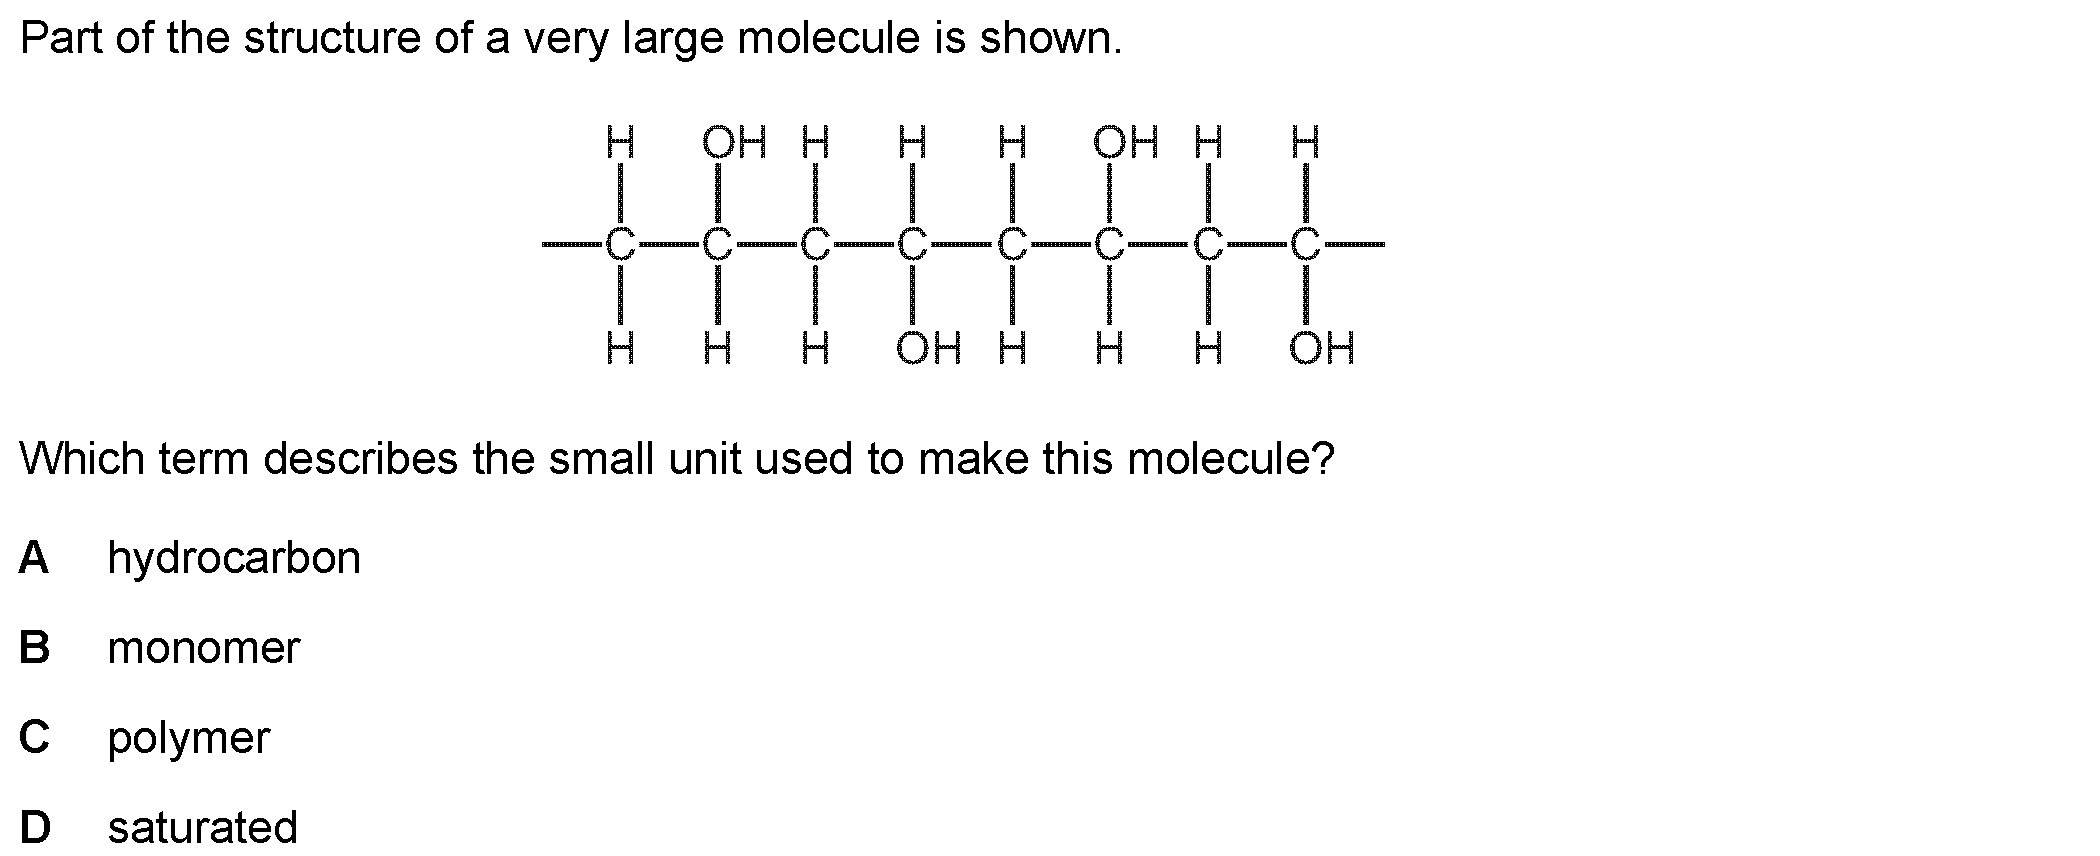 Part of the structure of a very large molecule is shown.
H OH H H H OH H H
C C C C C C C C
H H H OH H H H OH
Which term describes the small unit used to make this molecule?
A hydrocarbon
B monomer
C polymer
D saturated